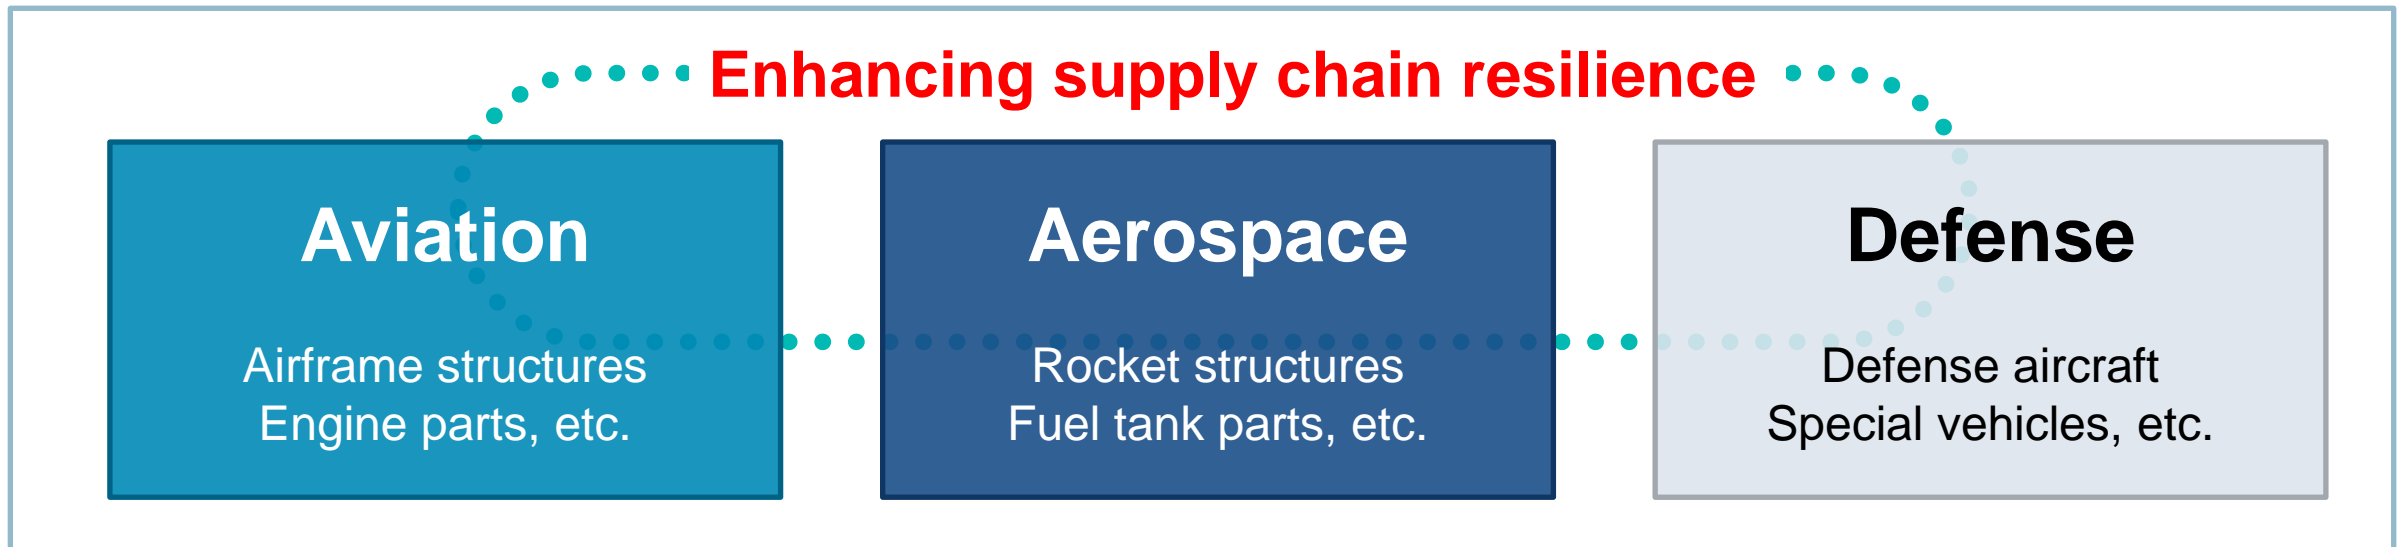 Enhancing supply chain resilience
Aviation
Airframe structures
Engine parts, etc.
Aerospace
Rocket structures
Fuel tank parts, etc.
Defense
Defense aircraft
Special vehicles, etc.